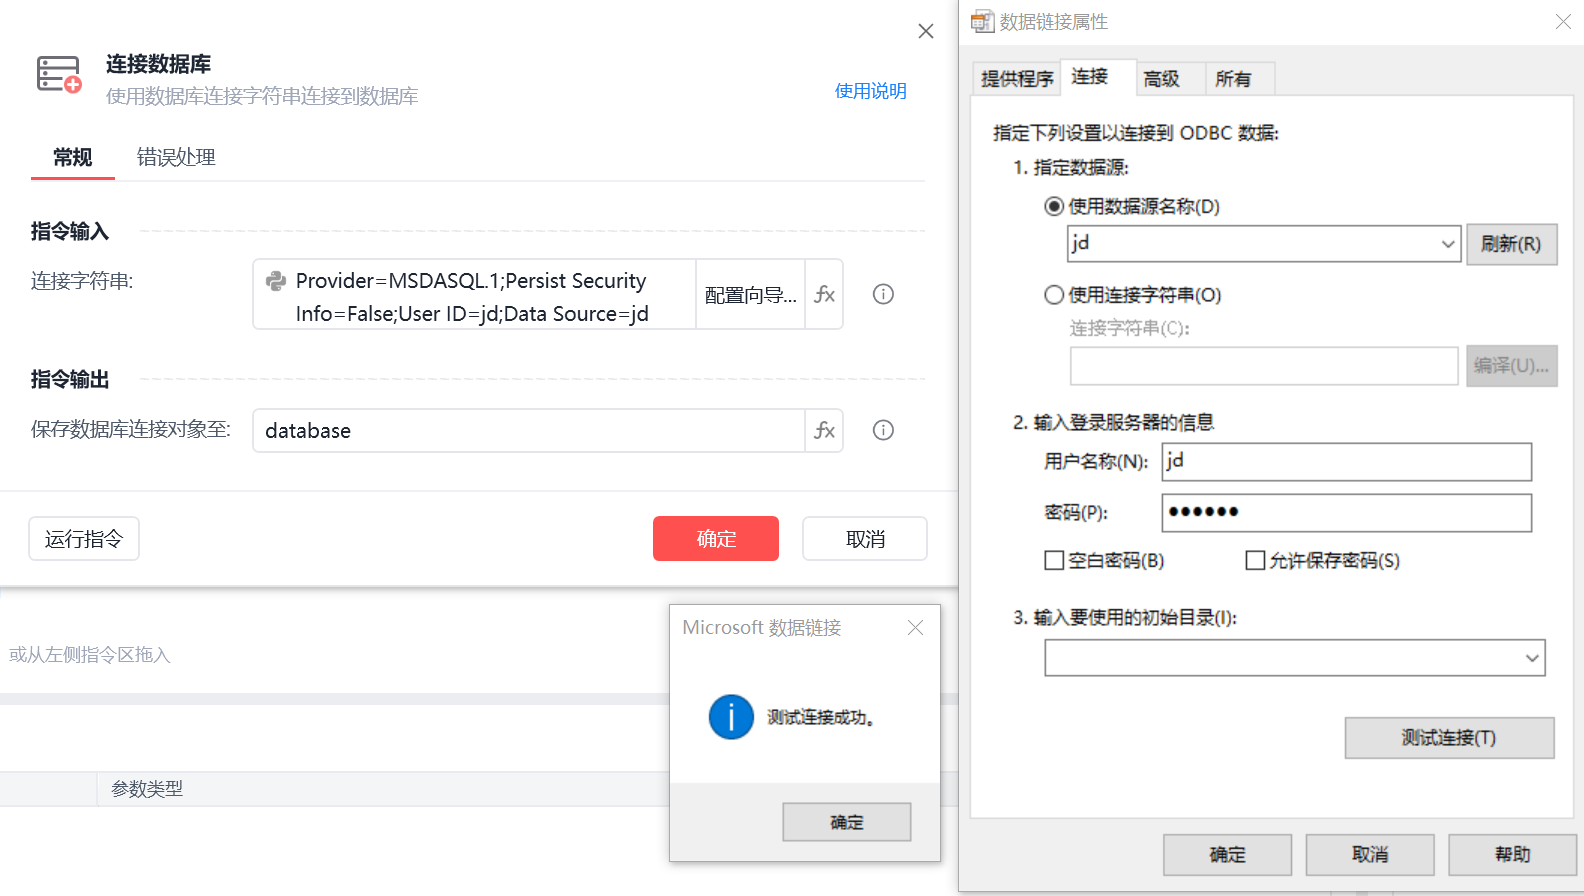 连接数据库
使用数据库连接字符串连接到数据库
使用说明
常规
错误处理
指令输入
连接字符串:
Provider=MSDASQL.1;Persist Security
Info=False;User ID=jd;Data Source=jd
配置向导...
fx
指令输出
保存数据库连接对象至:
database
fx
运行指令
确定
取消
或从左侧指令区拖入
参数类型
Microsoft 数据链接
测试连接成功。
确定
数据链接属性
提供程序
连接
高级
所有
指定下列设置以连接到 ODBC 数据:
1. 指定数据源:
使用数据源名称(D)
jd
刷新(R)
使用连接字符串(O)
连接字符串(C):
编译(U)...
2. 输入登录服务器的信息
用户名称(N):
jd
密码(P):
●●●●●●
空白密码(B)
允许保存密码(S)
3. 输入要使用的初始目录(I):
测试连接(T)
确定
取消
帮助